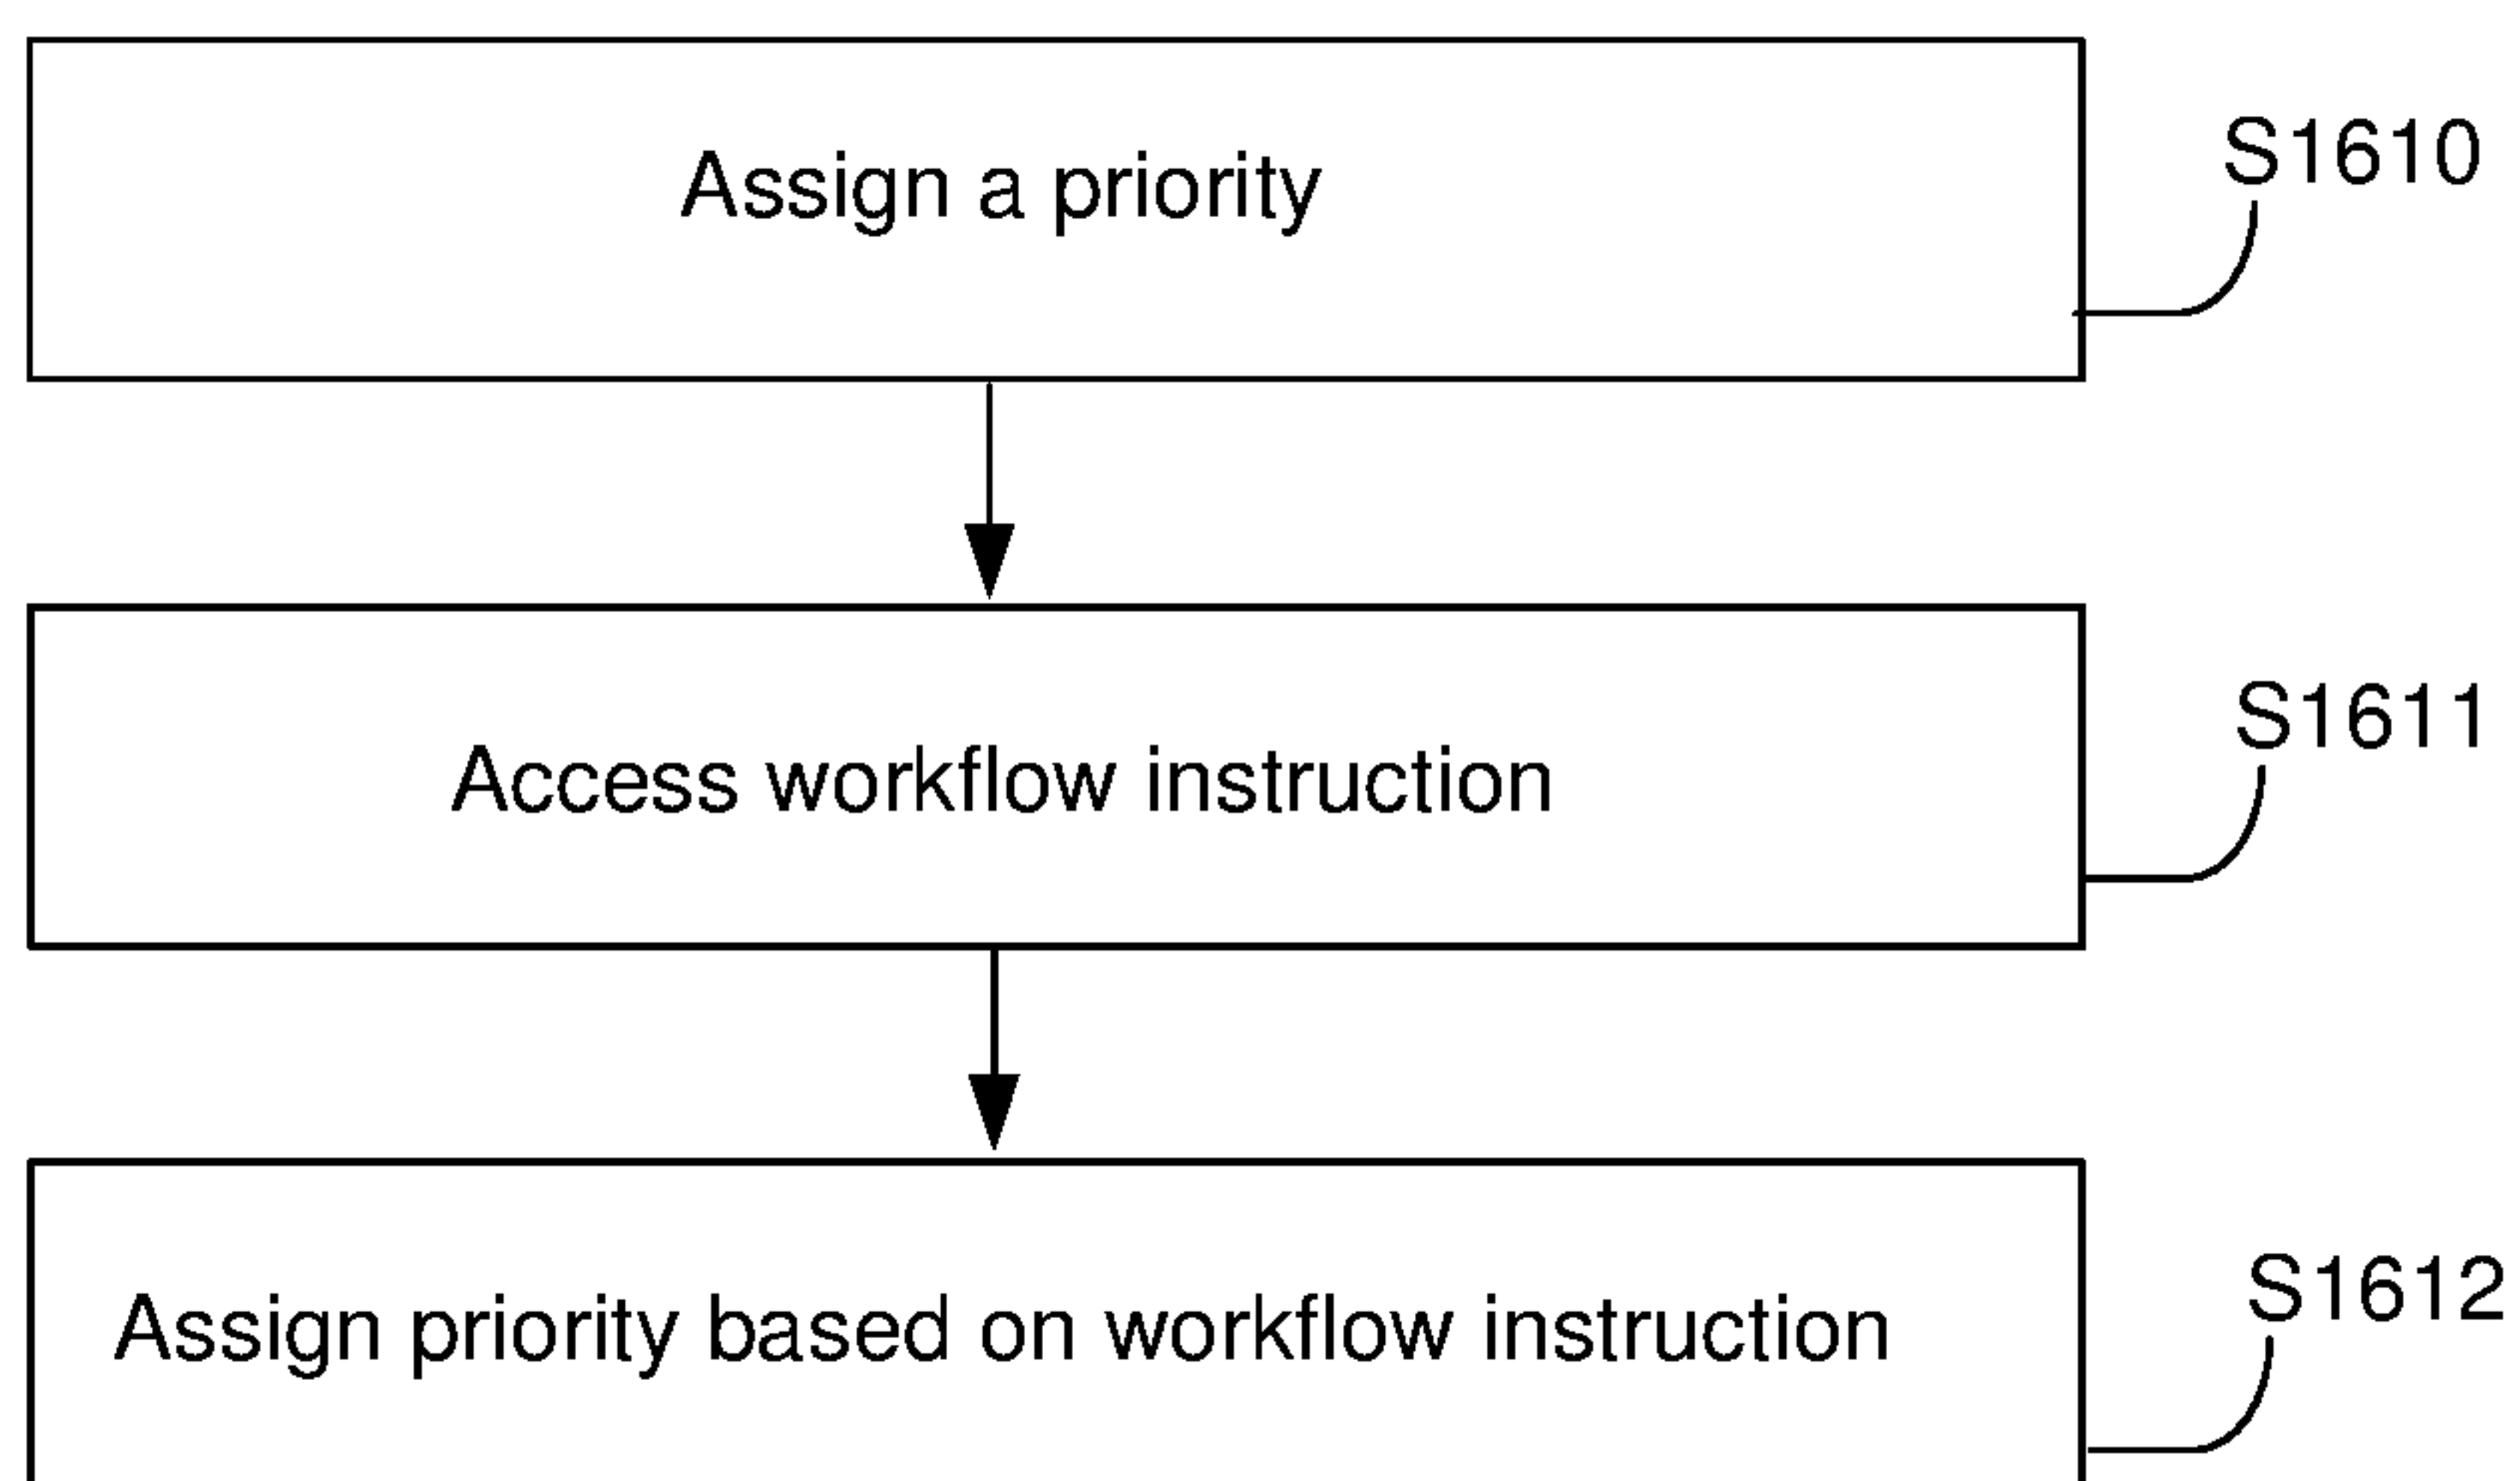 Assign a priority
S1610
Access workflow instruction
S1611
Assign priority based on workflow instruction
S1612